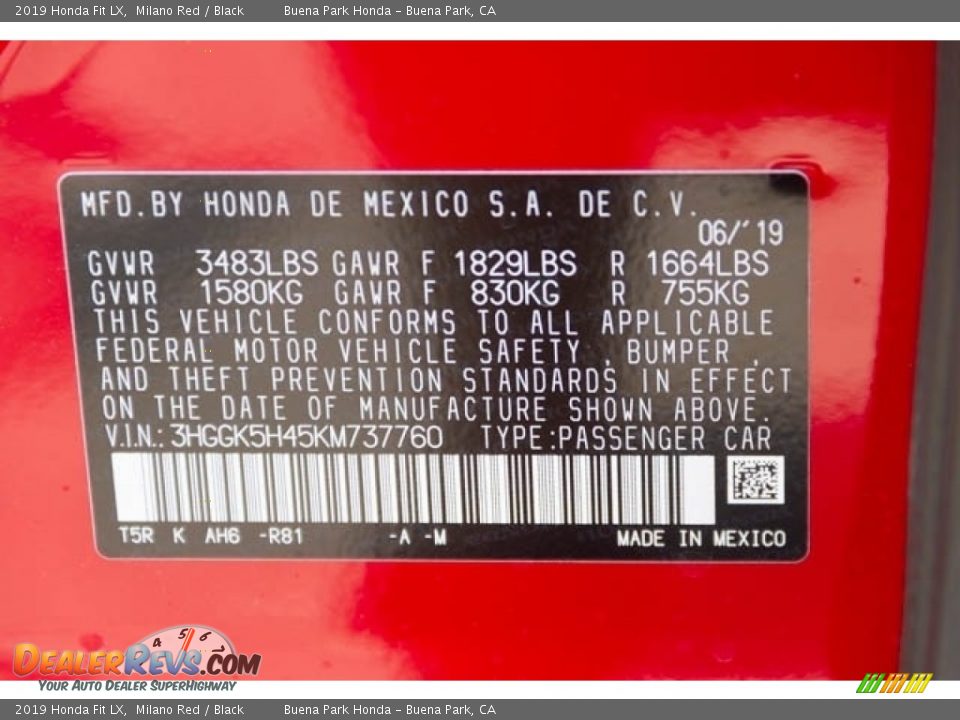 2019 Honda Fit LX, Milano Red / Black Buena Park Honda - Buena Park, CA
MFD.BY HONDA DE MEXICO S.A. DE C.V.
06/'19
GVWR 3483LBS GAWR F 1829LBS R 1664LBS
GVWR 1580KG GAWR F 830KG R 755KG
THIS VEHICLE CONFORMS TO ALL APPLICABLE
FEDERAL MOTOR VEHICLE SAFETY , BUMPER ,
AND THEFT PREVENTION STANDARDS IN EFFECT
ON THE DATE OF MANUFACTURE SHOWN ABOVE.
V.I.N.: 3HGGK5H45KM737760 TYPE:PASSENGER CAR
T5R K AH6 -R81 -A -M MADE IN MEXICO
4 5 6
DEALERREVS.COM
YOUR AUTO DEALER SUPERHIGHWAY
2019 Honda Fit LX, Milano Red / Black Buena Park Honda - Buena Park, CA